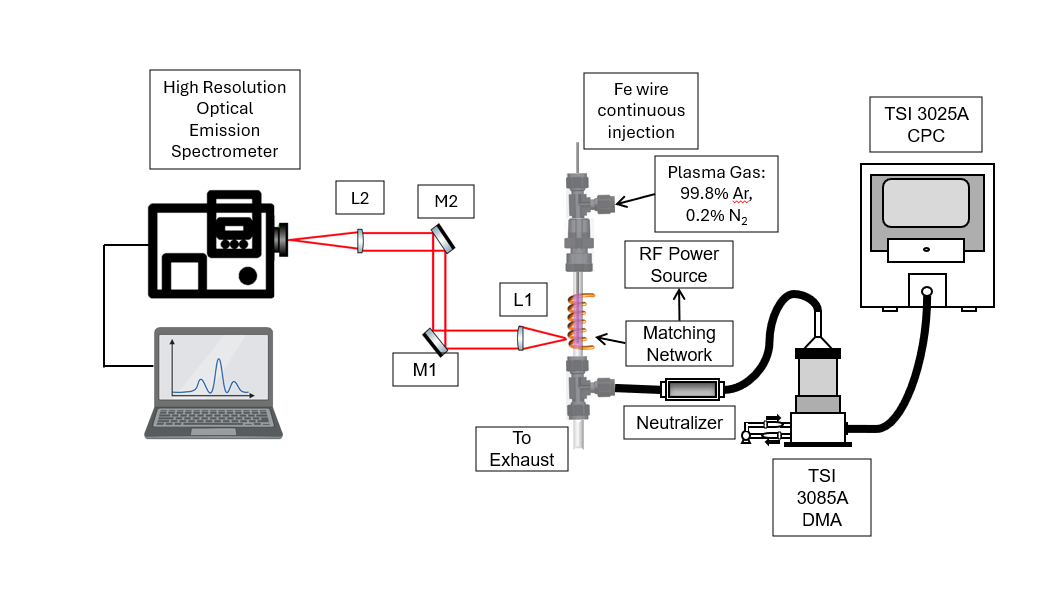 High Resolution
Optical
Emission
Spectrometer
L2
M2
Fe wire
continuous
injection
Plasma Gas:
99.8% Ar,
0.2% N₂
TSI 3025A
CPC
RF Power
Source
L1
Matching
Network
M1
Neutralizer
To
Exhaust
TSI
3085A
DMA